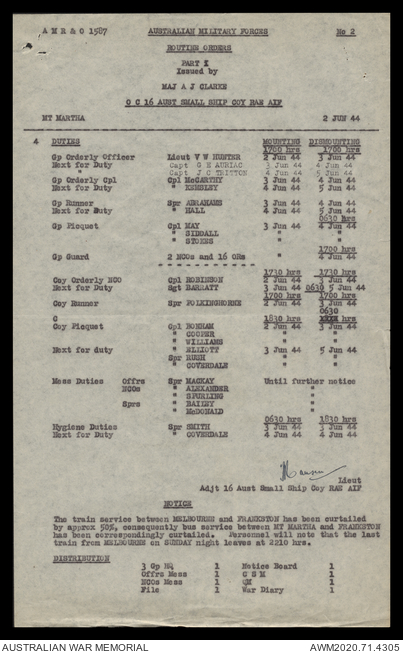 A M R & O 1587 AUSTRALIAN MILITARY FORCES No 2
ROUTINE ORDERS
PART I
Issued by
MAJ A J CLARKE
O C 16 AUST SMALL SHIP COY RAE AIF
MT MARTHA 2 JUN 44
4 DUTIES MOUNTING DISMOUNTING
1700 hrs 1700 hrs
Gp Orderly Officer Lieut V W HUNTER 2 Jun 44 3 Jun 44
Next for Duty Capt G E AURIAC 3 Jun 44 4 Jun 44
" Capt J C TRITTON 4 Jun 44 5 Jun 44
Gp Orderly Cpl Cpl McCARTHY 3 Jun 44 4 Jun 44
Next for Duty " KEMBLEY 4 Jun 44 5 Jun 44
Gp Runner Spr ABRAHAMS 3 Jun 44 4 Jun 44
Next for Duty " HALL 4 Jun 44 5 Jun 44
0630 hrs
Gp Picquet Cpl MAY 3 Jun 44 4 Jun 44
" SIDDALL " "
" STOKES " "
1700 hrs
Gp Guard 2 NCOs and 16 ORs " 4 Jun 44
1730 hrs 1730 hrs
Coy Orderly NCO Cpl ROBINSON 2 Jun 44 3 Jun 44
Next for Duty Sgt BARRATT 3 Jun 44 0630 5 Jun 44
1700 hrs 1700 hrs
Coy Runner Spr POLKINGHORNE 2 Jun 44 3 Jun 44
0630
C 1830 hrs hrs
Coy Picquet Cpl BONHAM 2 Jun 44 3 Jun 44
" COOPER " "
" WILLIAMS " "
Next for duty " ELLIOTT 3 Jun 44 5 Jun 44
Spr RUSH " "
" COVERDALE " "
Mess Duties Offrs Spr MACKAY Until further notice
NCOs " ALEXANDER "
" SPURLING "
Sprs " BAILEY "
" McDONALD "
0630 hrs 1830 hrs
Hygiene Duties Spr SMITH 3 Jun 44 3 Jun 44
Next for Duty " COVERDALE 4 Jun 44 4 Jun 44
Lieut
Adjt 16 Aust Small Ship Coy RAE AIF
NOTICE
The train service between MELBOURNE and FRANKSTON has been curtailed
by approx 50%, consequently bus service between MT MARTHA and FRANKSTON
has been correspondingly curtailed. Personnel will note that the last
train from MELBOURNE on SUNDAY night leaves at 2210 hrs.
DISTRIBUTION
3 Gp HQ 1 Notice Board 1
Offrs Mess 1 C S M 1
NCOs Mess 1 QM 1
File 1 War Diary 1
AUSTRALIAN WAR MEMORIAL AWM2020.71.4305